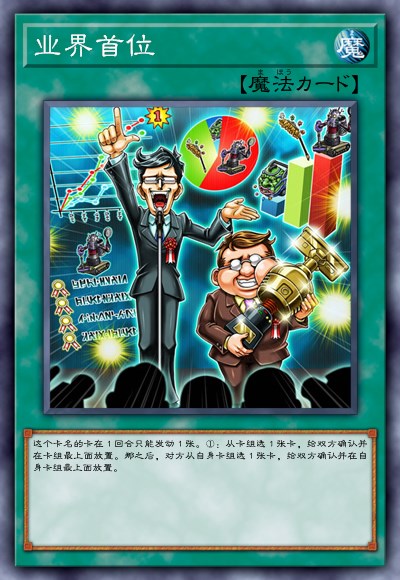 业界首位
魔
【魔法カード】
まほう
1
这个卡名的卡在1回合只能发动1张。①：从卡组选1张卡，给双方确认并
在卡组最上面放置。那之后，对方从自身卡组选1张卡，给双方确认并在自
身卡组最上面放置。